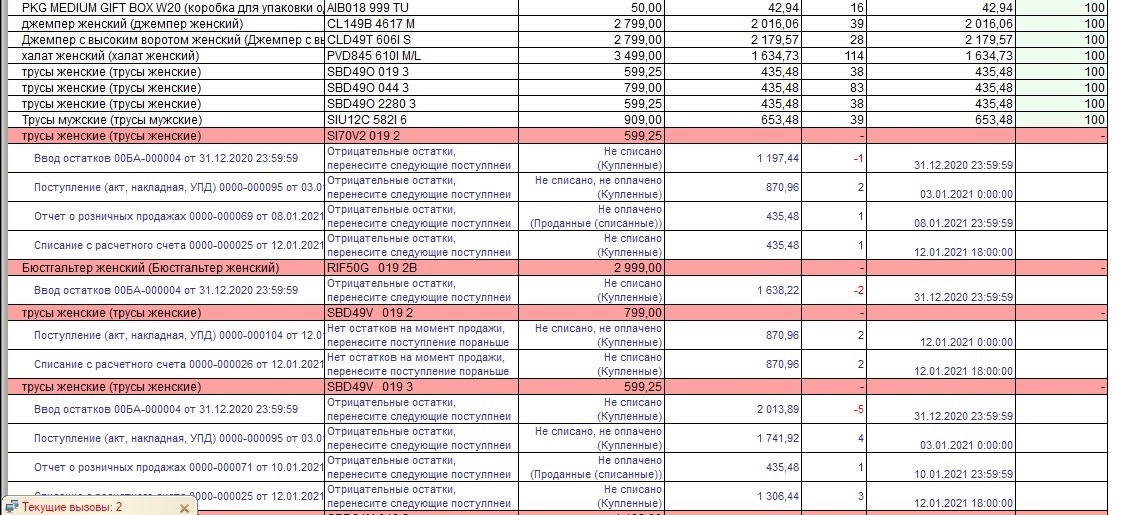 PKG MEDIUM GIFT BOX W20 (коробка для упаковки о, AIB018 999 TU 50,00 42,94 16 42,94 100
джемпер женский (джемпер женский) CL149B 4617 M 2 799,00 2 016,06 39 2 016,06 100
Джемпер с высоким воротом женский (Джемпер с вы CLD49T 606I S 2 799,00 2 179,57 28 2 179,57 100
халат женский (халат женский) PVD845 610I M/L 3 499,00 1 634,73 114 1 634,73 100
трусы женские (трусы женские) SBD49O 019 3 599,25 435,48 38 435,48 100
трусы женские (трусы женские) SBD49O 044 3 799,00 435,48 83 435,48 100
трусы женские (трусы женские) SBD49O 2280 3 599,25 435,48 38 435,48 100
Трусы мужские (трусы мужские) SIU12C 582I 6 909,00 653,48 39 653,48 100
трусы женские (трусы женские) SI70V2 019 2 599,25 - - -
Ввод остатков 00БА-000004 от 31.12.2020 23:59:59 Отрицательные остатки, перенесите следующие поступлнеи Не списано (Купленные) 1 197,44 -1 31.12.2020 23:59:59
Поступление (акт, накладная, УПД) 0000-000095 от 03.0 Отрицательные остатки, перенесите следующие поступлнеи Не списано, не оплачено (Купленные) 870,96 2 03.01.2021 0:00:00
Отчет о розничных продажах 0000-000069 от 08.01.2021 Отрицательные остатки, перенесите следующие поступлнеи Не оплачено (Проданные (списанные)) 435,48 1 08.01.2021 23:59:59
Списание с расчетного счета 0000-000025 от 12.01.2021 Отрицательные остатки, перенесите следующие поступлнеи Не списано (Купленные) 435,48 1 12.01.2021 18:00:00
Бюстгальтер женский (Бюстгальтер женский) RIF50G 019 2B 2 999,00 - - -
Ввод остатков 00БА-000004 от 31.12.2020 23:59:59 Отрицательные остатки, перенесите следующие поступлнеи Не списано (Купленные) 1 638,22 -2 31.12.2020 23:59:59
трусы женские (трусы женские) SBD49V 019 2 799,00 - - -
Поступление (акт, накладная, УПД) 0000-000104 от 12.0 Нет остатков на момент продажи, перенесите поступление пораньше Не списано, не оплачено (Купленные) 870,96 2 12.01.2021 0:00:00
Списание с расчетного счета 0000-000026 от 12.01.2021 Нет остатков на момент продажи, перенесите поступление пораньше Не списано (Купленные) 870,96 2 12.01.2021 18:00:00
трусы женские (трусы женские) SBD49V 019 3 599,25 - - -
Ввод остатков 00БА-000004 от 31.12.2020 23:59:59 Отрицательные остатки, перенесите следующие поступлнеи Не списано (Купленные) 2 013,89 -5 31.12.2020 23:59:59
Поступление (акт, накладная, УПД) 0000-000095 от 03.0 Отрицательные остатки, перенесите следующие поступлнеи Не списано, не оплачено (Купленные) 1 741,92 4 03.01.2021 0:00:00
Отчет о розничных продажах 0000-000071 от 10.01.2021 Отрицательные остатки, перенесите следующие поступлнеи Не оплачено (Проданные (списанные)) 435,48 1 10.01.2021 23:59:59
0000-000025 от 12.01.2021 Отрицательные остатки, перенесите следующие поступлнеи Не списано (Купленные) 1 306,44 3 12.01.2021 18:00:00
Текущие вызовы: 2